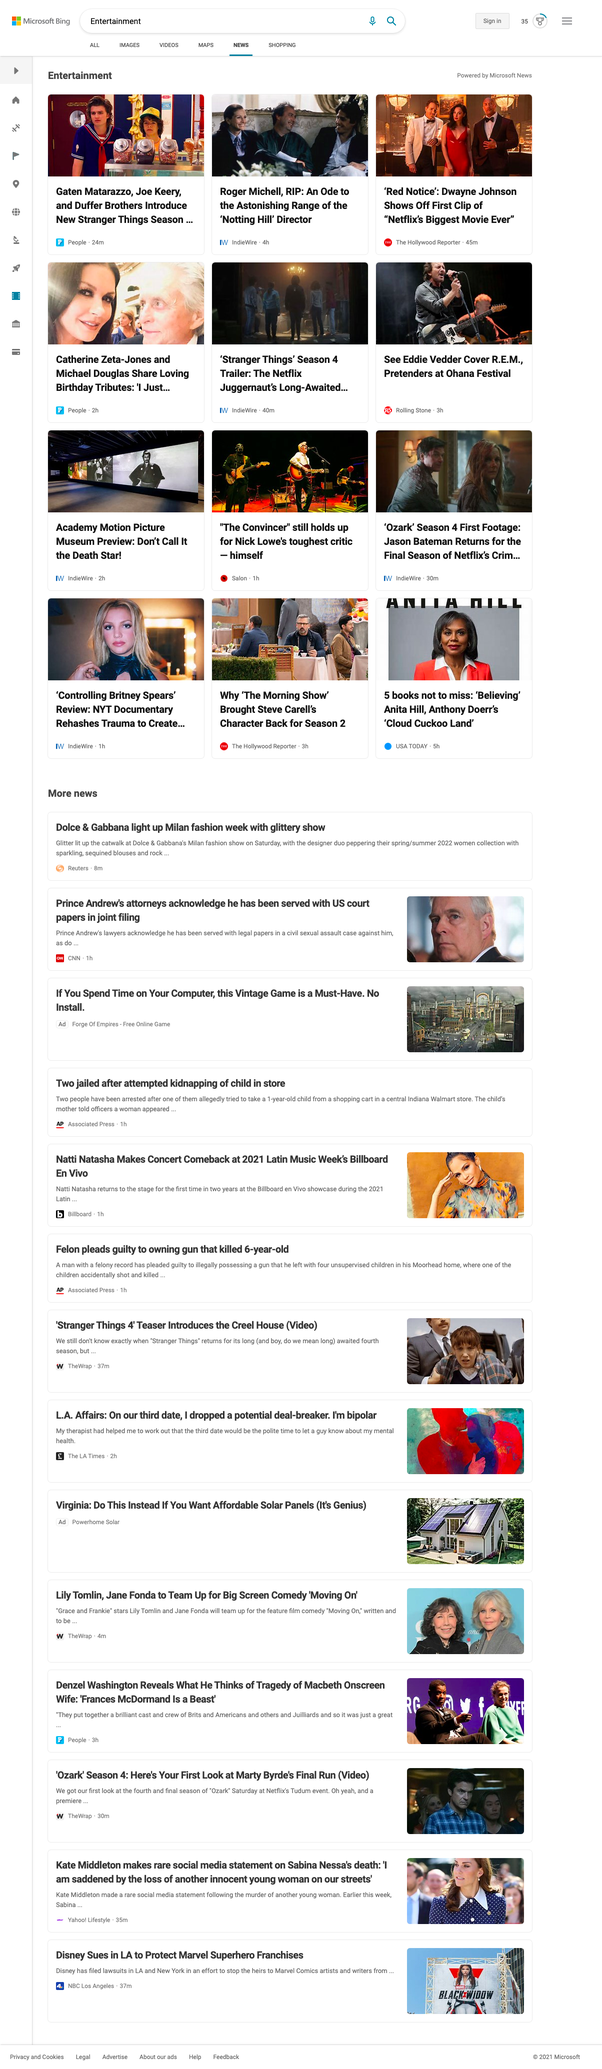 Microsoft Bing
Entertainment
Sign in
35
ALL
IMAGES
VIDEOS
MAPS
NEWS
SHOPPING
Entertainment
Powered by Microsoft News
Gaten Matarazzo, Joe Keery,
and Duffer Brothers Introduce
New Stranger Things Season ...
People · 24m
Roger Michell, RIP: An Ode to
the Astonishing Range of the
‘Notting Hill’ Director
IndieWire · 4h
‘Red Notice’: Dwayne Johnson
Shows Off First Clip of
“Netflix’s Biggest Movie Ever”
The Hollywood Reporter · 45m
Catherine Zeta-Jones and
Michael Douglas Share Loving
Birthday Tributes: 'I Just...
People · 2h
‘Stranger Things’ Season 4
Trailer: The Netflix
Juggernaut’s Long-Awaited...
IndieWire · 40m
See Eddie Vedder Cover R.E.M.,
Pretenders at Ohana Festival
Rolling Stone · 3h
Academy Motion Picture
Museum Preview: Don’t Call It
the Death Star!
IndieWire · 2h
"The Convincer" still holds up
for Nick Lowe's toughest critic
— himself
Salon · 1h
‘Ozark’ Season 4 First Footage:
Jason Bateman Returns for the
Final Season of Netflix’s Crim...
IndieWire · 30m
‘Controlling Britney Spears’
Review: NYT Documentary
Rehashes Trauma to Create...
IndieWire · 1h
Why ‘The Morning Show’
Brought Steve Carell’s
Character Back for Season 2
The Hollywood Reporter · 3h
ANITA HILL
5 books not to miss: ‘Believing’
Anita Hill, Anthony Doerr’s
‘Cloud Cuckoo Land’
USA TODAY · 5h
More news
Dolce & Gabbana light up Milan fashion week with glittery show
Glitter lit up the catwalk at Dolce & Gabbana's Milan fashion show on Saturday, with the designer duo peppering their spring/summer 2022 women collection with
sparkling, sequined blouses and rock ...
Reuters · 8m
Prince Andrew's attorneys acknowledge he has been served with US court
papers in joint filing
Prince Andrew's lawyers acknowledge he has been served with legal papers in a civil sexual assault case against him,
as do ...
CNN · 1h
If You Spend Time on Your Computer, this Vintage Game is a Must-Have. No
Install.
Ad Forge Of Empires - Free Online Game
Two jailed after attempted kidnapping of child in store
Two people have been arrested after one of them allegedly tried to take a 1-year-old child from a shopping cart in a central Indiana Walmart store. The child's
mother told officers a woman appeared ...
AP Associated Press · 1h
Natti Natasha Makes Concert Comeback at 2021 Latin Music Week’s Billboard
En Vivo
Natti Natasha returns to the stage for the first time in two years at the Billboard en Vivo showcase during the 2021
Latin ...
Billboard · 1h
Felon pleads guilty to owning gun that killed 6-year-old
A man with a felony record has pleaded guilty to illegally possessing a gun that he left with four unsupervised children in his Moorhead home, where one of the
children accidentally shot and killed ...
AP Associated Press · 1h
'Stranger Things 4' Teaser Introduces the Creel House (Video)
We still don't know exactly when "Stranger Things" returns for its long (and boy, do we mean long) awaited fourth
season, but ...
TheWrap · 37m
L.A. Affairs: On our third date, I dropped a potential deal-breaker. I'm bipolar
My therapist had helped me to work out that the third date would be the polite time to let a guy know about my mental
health.
The LA Times · 2h
Virginia: Do This Instead If You Want Affordable Solar Panels (It's Genius)
Ad Powerhome Solar
Lily Tomlin, Jane Fonda to Team Up for Big Screen Comedy 'Moving On'
"Grace and Frankie" stars Lily Tomlin and Jane Fonda will team up for the feature film comedy "Moving On," written and
to be ...
TheWrap · 4m
Denzel Washington Reveals What He Thinks of Tragedy of Macbeth Onscreen
Wife: 'Frances McDormand Is a Beast'
"They put together a brilliant cast and crew of Brits and Americans and others and Juilliards and so it was just a great
...
People · 3h
'Ozark' Season 4: Here's Your First Look at Marty Byrde's Final Run (Video)
We got our first look at the fourth and final season of "Ozark" Saturday at Netflix's Tudum event. Oh yeah, and a
premiere ...
TheWrap · 30m
Kate Middleton makes rare social media statement on Sabina Nessa's death: 'I
am saddened by the loss of another innocent young woman on our streets'
Kate Middleton made a rare social media statement following the murder of another young woman. Earlier this week,
Sabina ...
Yahoo! Lifestyle · 35m
Disney Sues in LA to Protect Marvel Superhero Franchises
Disney has filed lawsuits in LA and New York in an effort to stop the heirs to Marvel Comics artists and writers from ...
NBC Los Angeles · 37m
BLACK WIDOW
Privacy and Cookies
Legal
Advertise
About our ads
Help
Feedback
© 2021 Microsoft